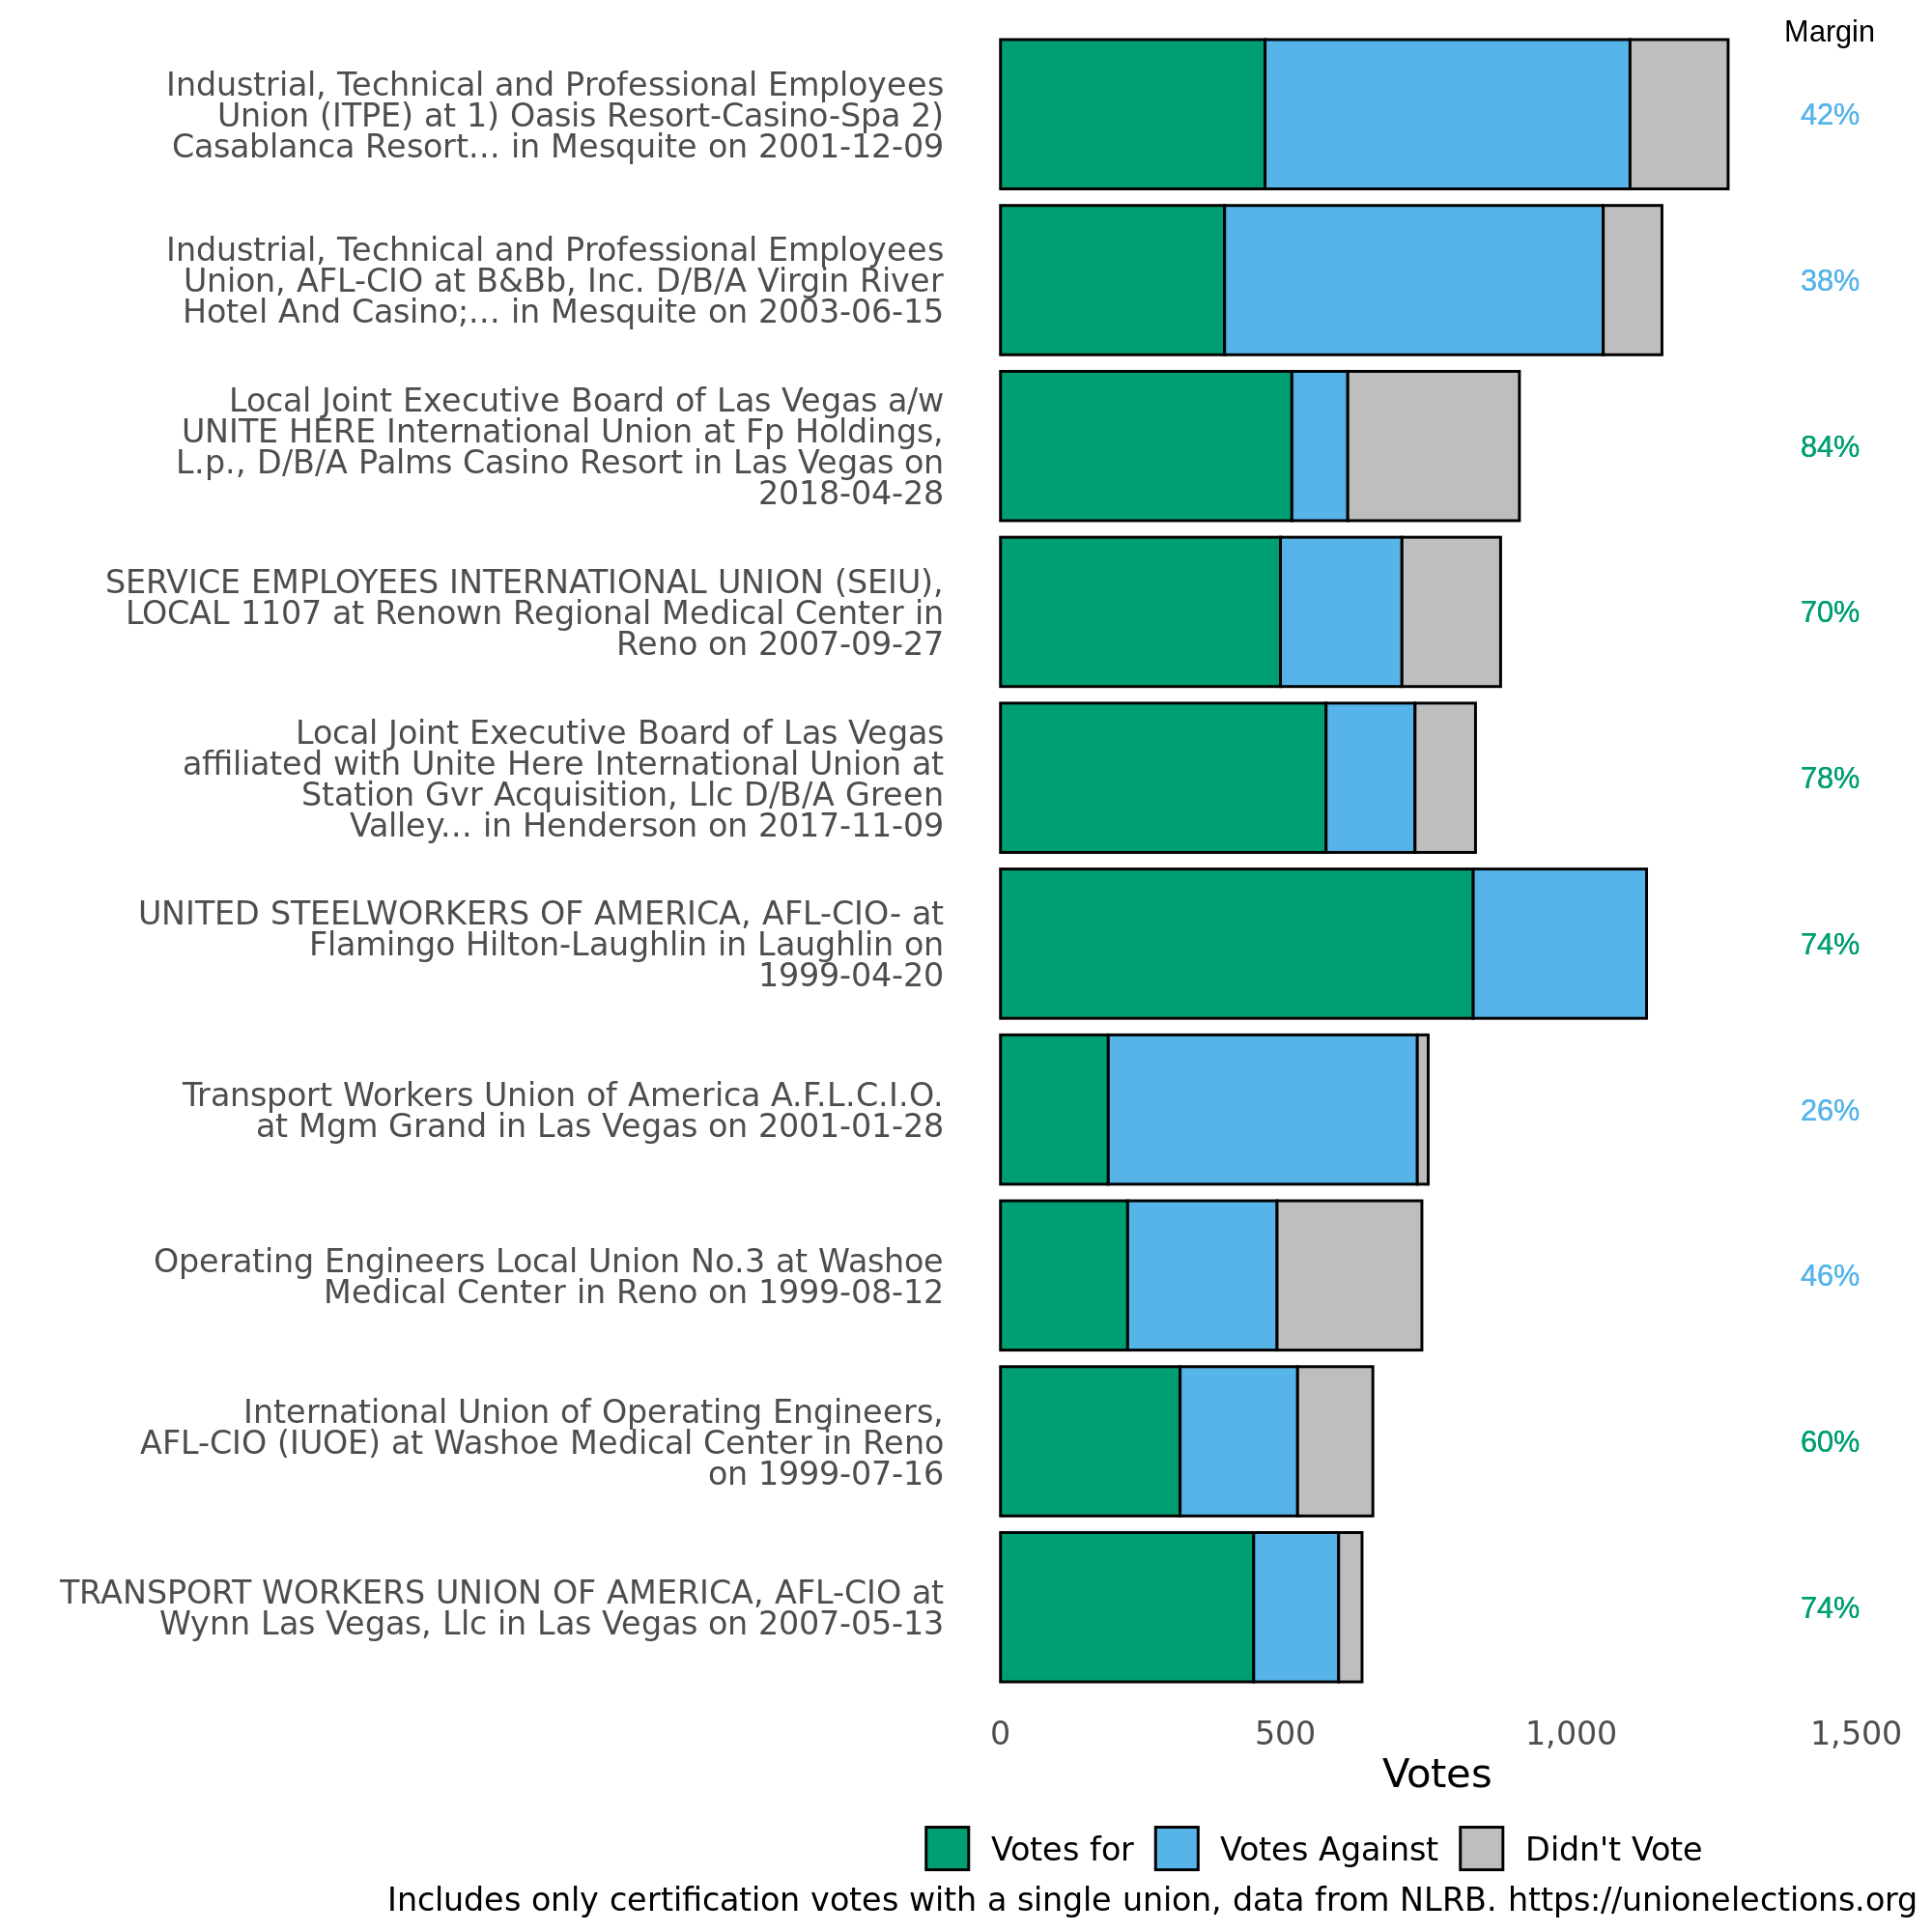 Margin
Industrial, Technical and Professional Employees
Union (ITPE) at 1) Oasis Resort-Casino-Spa 2)
Casablanca Resort... in Mesquite on 2001-12-09
42%
Industrial, Technical and Professional Employees
Union, AFL-CIO at B&Bb, Inc. D/B/A Virgin River
Hotel And Casino;... in Mesquite on 2003-06-15
38%
Local Joint Executive Board of Las Vegas a/w
UNITE HERE International Union at Fp Holdings,
L.p., D/B/A Palms Casino Resort in Las Vegas on
2018-04-28
84%
SERVICE EMPLOYEES INTERNATIONAL UNION (SEIU),
LOCAL 1107 at Renown Regional Medical Center in
Reno on 2007-09-27
70%
Local Joint Executive Board of Las Vegas
affiliated with Unite Here International Union at
Station Gvr Acquisition, Llc D/B/A Green
Valley... in Henderson on 2017-11-09
78%
UNITED STEELWORKERS OF AMERICA, AFL-CIO- at
Flamingo Hilton-Laughlin in Laughlin on
1999-04-20
74%
Transport Workers Union of America A.F.L.C.I.O.
at Mgm Grand in Las Vegas on 2001-01-28
26%
Operating Engineers Local Union No.3 at Washoe
Medical Center in Reno on 1999-08-12
46%
International Union of Operating Engineers,
AFL-CIO (IUOE) at Washoe Medical Center in Reno
on 1999-07-16
60%
TRANSPORT WORKERS UNION OF AMERICA, AFL-CIO at
Wynn Las Vegas, Llc in Las Vegas on 2007-05-13
74%
0 500 1,000 1,500
Votes
Votes for Votes Against Didn't Vote
Includes only certification votes with a single union, data from NLRB. https://unionelections.org